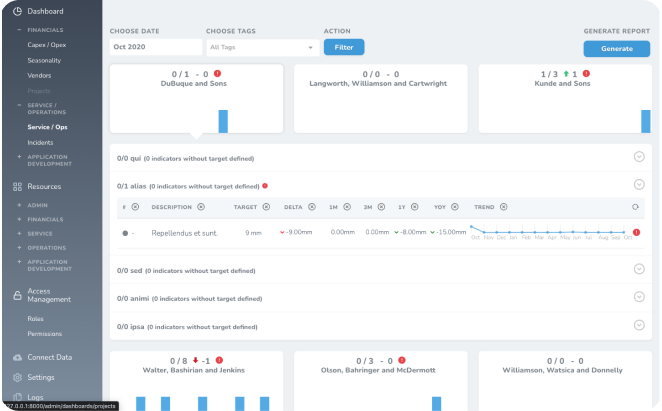 Dashboard
FINANCIALS
Capex / Opex
Seasonality
Vendors
Projects
SERVICE /
OPERATIONS
Service / Ops
Incidents
APPLICATION
DEVELOPMENT
Resources
ADMIN
FINANCIALS
SERVICE
OPERATIONS
APPLICATION
DEVELOPMENT
Access
Management
Roles
Permissions
Connect Data
Settings
Logs
127.0.0.1:8000/admin/dashboards/projects
CHOOSE DATE CHOOSE TAGS ACTION GENERATE REPORT
Oct 2020 All Tags Filter Generate
0 / 1 - 0
DuBuque and Sons
0 / 0 - 0
Langworth, Williamson and Cartwright
1 / 3 1
Kunde and Sons
0/0 qui (0 indicators without target defined)
0/1 alias (0 indicators without target defined)
# DESCRIPTION TARGET DELTA 1M 3M 1Y YOY TREND
- Repellendus et sunt. 9 mm -9.00mm 0.00mm 0.00mm -8.00mm -15.00mm
Oct Nov Dec Jan Feb Mar Apr May Jun Jul Aug Sep Oct
0/0 sed (0 indicators without target defined)
0/0 animi (0 indicators without target defined)
0/0 ipsa (0 indicators without target defined)
0 / 8 -1
Walter, Bashirian and Jenkins
0 / 3 - 0
Olson, Bahringer and McDermott
0 / 0 - 0
Williamson, Watsica and Donnelly